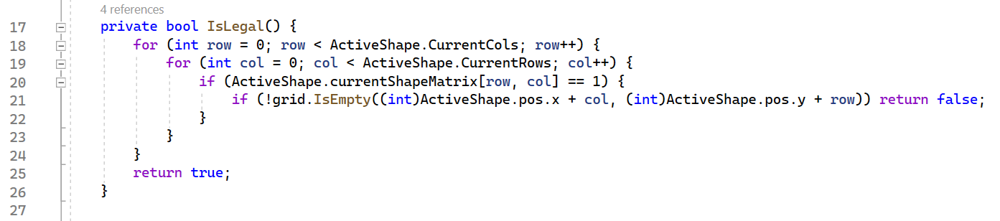 4 references
17 private bool IsLegal() {
18 for (int row = 0; row < ActiveShape.CurrentCols; row++) {
19 for (int col = 0; col < ActiveShape.CurrentRows; col++) {
20 if (ActiveShape.currentShapeMatrix[row, col] == 1) {
21 if (!grid.IsEmpty((int)ActiveShape.pos.x + col, (int)ActiveShape.pos.y + row)) return false;
22 }
23 }
24 }
25 return true;
26 }
27